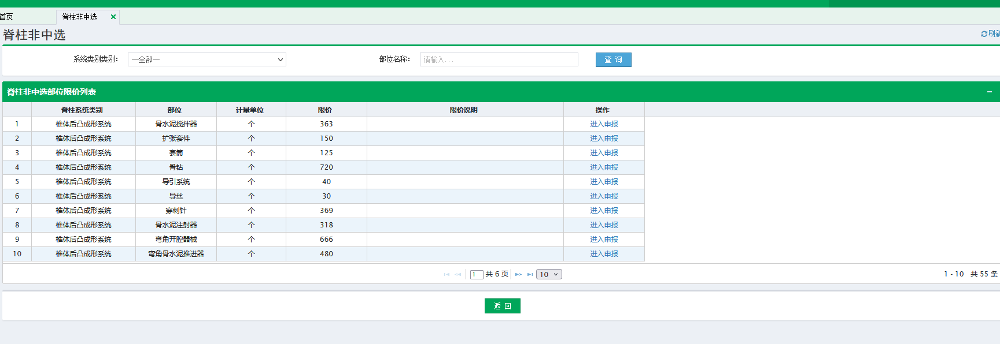 首页 脊柱非中选 ×
脊柱非中选 刷新
系统类别类别： —全部— 部位名称： 请输入... 查 询
脊柱非中选部位限价列表
脊柱系统类别 部位 计量单位 限价 限价说明 操作
1 椎体后凸成形系统 骨水泥搅拌器 个 363 进入申报
2 椎体后凸成形系统 扩张套件 个 150 进入申报
3 椎体后凸成形系统 套筒 个 125 进入申报
4 椎体后凸成形系统 骨钻 个 720 进入申报
5 椎体后凸成形系统 导引系统 个 40 进入申报
6 椎体后凸成形系统 导丝 个 30 进入申报
7 椎体后凸成形系统 穿刺针 个 369 进入申报
8 椎体后凸成形系统 骨水泥注射器 个 318 进入申报
9 椎体后凸成形系统 弯角开腔器械 个 666 进入申报
10 椎体后凸成形系统 弯角骨水泥推进器 个 480 进入申报
1 共 6 页 10 1 - 10 共 55 条
返 回